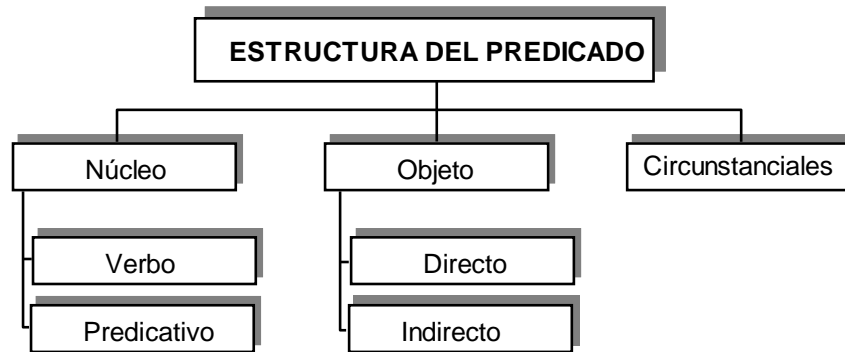 ESTRUCTURA DEL PREDICADO
Núcleo
Objeto
Circunstanciales
Verbo
Directo
Predicativo
Indirecto